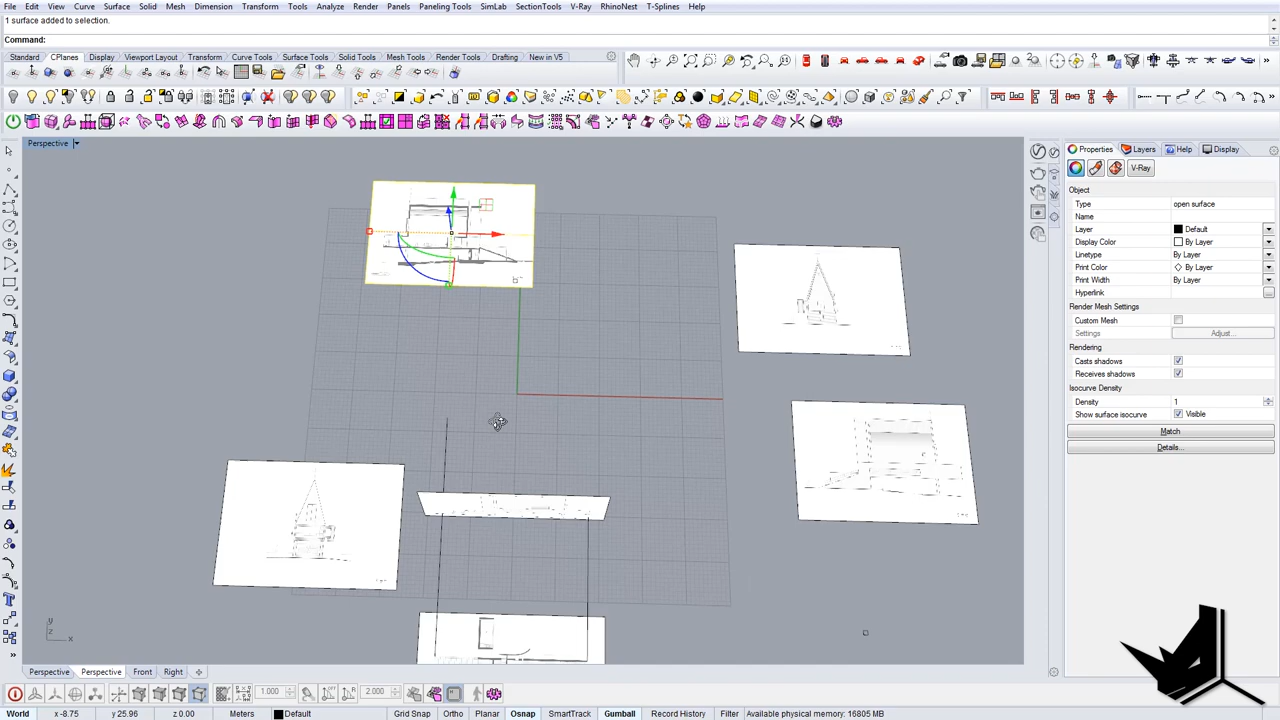 File Edit View Curve Surface Solid Mesh Dimension Transform Tools Analyze Render Panels Paneling Tools SimLab SectionTools V-Ray RhinoNest T-Splines Help
1 surface added to selection.
Command:
Standard CPlanes Display Viewport Layout Transform Curve Tools Surface Tools Solid Tools Mesh Tools Render Tools Drafting New in V5
Perspective
Properties Layers Help Display
V-Ray
Object
Type open surface
Name
Layer Default
Display Color By Layer
Linetype By Layer
Print Color By Layer
Print Width By Layer
Hyperlink
Render Mesh Settings
Custom Mesh
Settings Adjust...
Rendering
Casts shadows
Receives shadows
Isocurve Density
Density 1
Show surface isocurve Visible
Match
Details...
y
z x
Perspective Perspective Front Right
1.000 2.000
World x -8.75 y 25.96 z 0.00 Meters Default Grid Snap Ortho Planar Osnap SmartTrack Gumball Record History Filter Available physical memory: 16805 MB